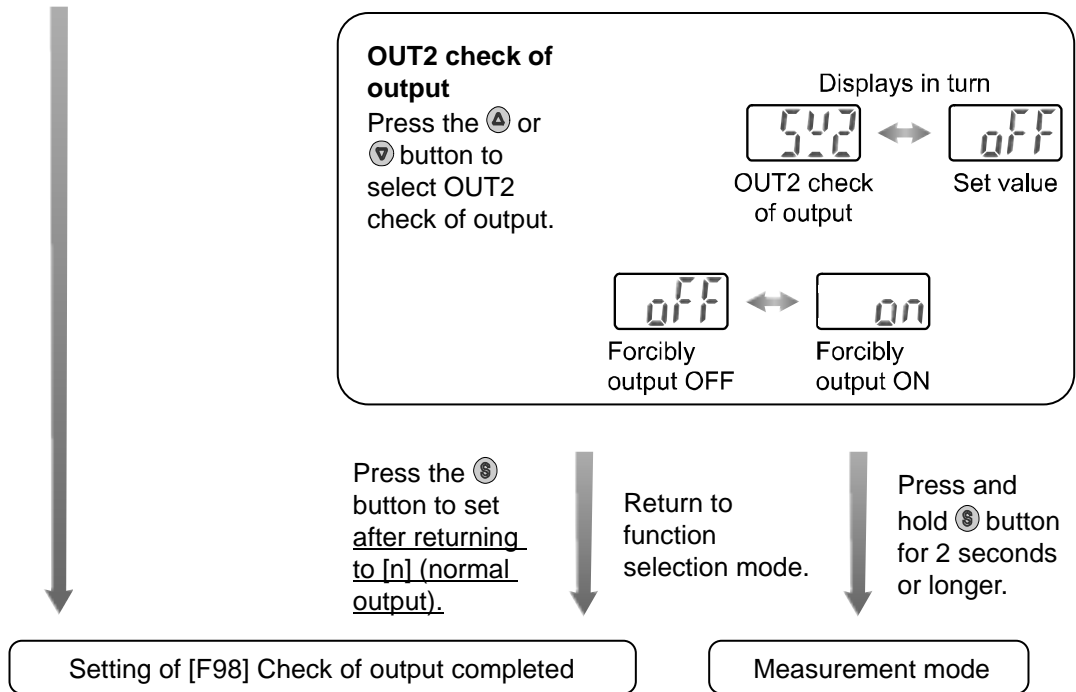 OUT2 check of
output
Press the △ or
▽ button to
select OUT2
check of output.
Displays in turn
SW2
oFF
OUT2 check
of output
Set value
oFF
on
Forcibly
output OFF
Forcibly
output ON
Press the S
button to set
after returning
to [n] (normal
output).
Return to
function
selection mode.
Press and
hold S button
for 2 seconds
or longer.
Setting of [F98] Check of output completed
Measurement mode